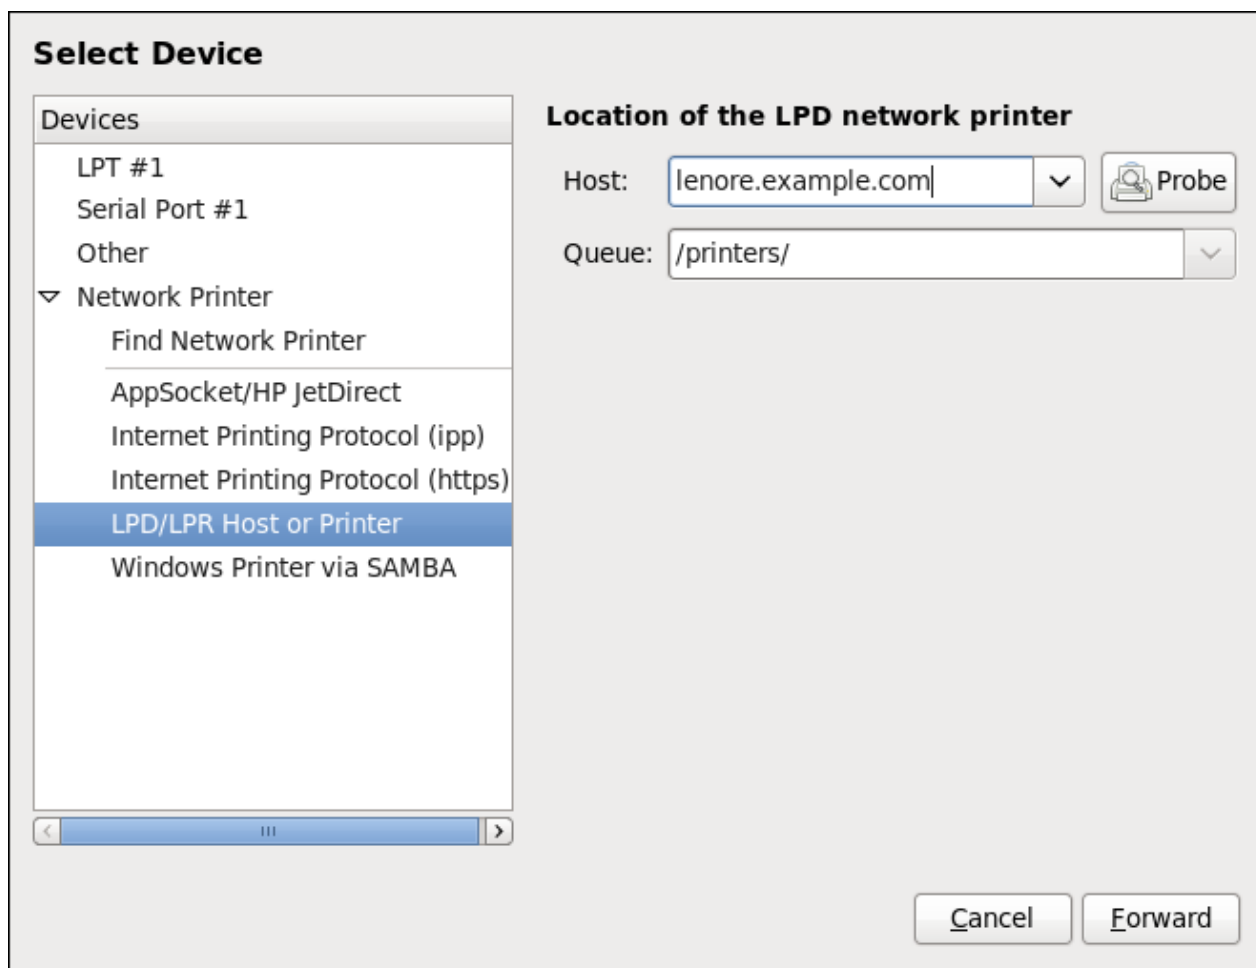 Select Device
Devices
LPT #1
Serial Port #1
Other
Network Printer
Find Network Printer
AppSocket/HP JetDirect
Internet Printing Protocol (ipp)
Internet Printing Protocol (https)
LPD/LPR Host or Printer
Windows Printer via SAMBA
Location of the LPD network printer
Host: lenore.example.com Probe
Queue: /printers/
Cancel Forward